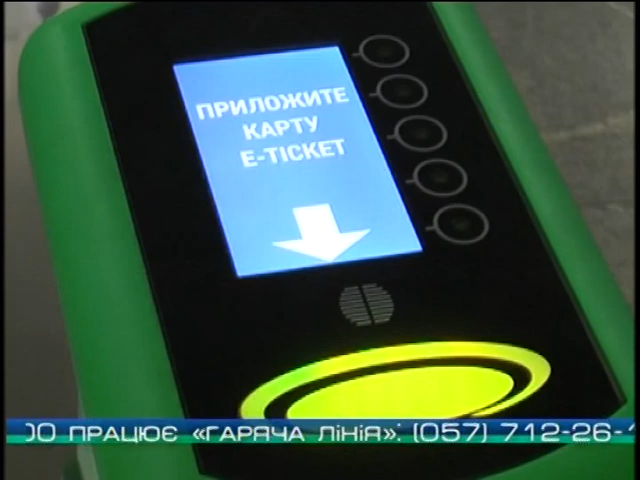 ПРИЛОЖИТЕ
КАРТУ
E-TICKET
ПРАЦЮЄ «ГАРЯЧА ЛІНІЯ»: (057) 712-26-